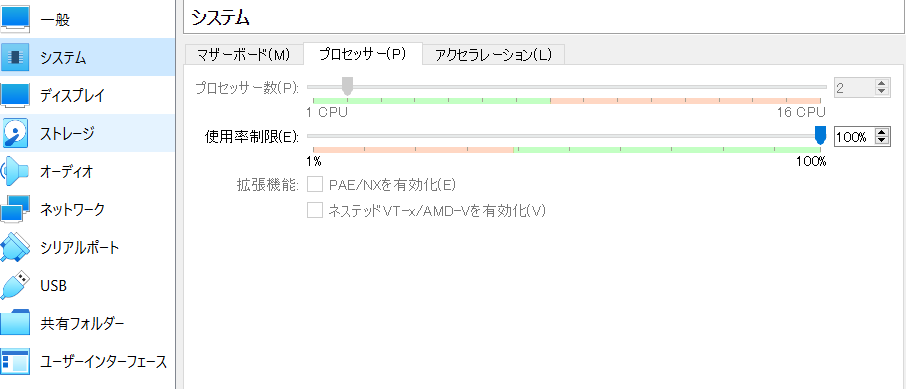 一般
システム
ディスプレイ
ストレージ
オーディオ
ネットワーク
シリアルポート
USB
共有フォルダー
ユーザーインターフェース
システム
マザーボード(M) プロセッサー(P) アクセラレーション(L)
プロセッサー数(P): 2
1 CPU 16 CPU
使用率制限(E): 100%
1% 100%
拡張機能: PAE/NXを有効化(E)
ネステッドVT-x/AMD-Vを有効化(V)